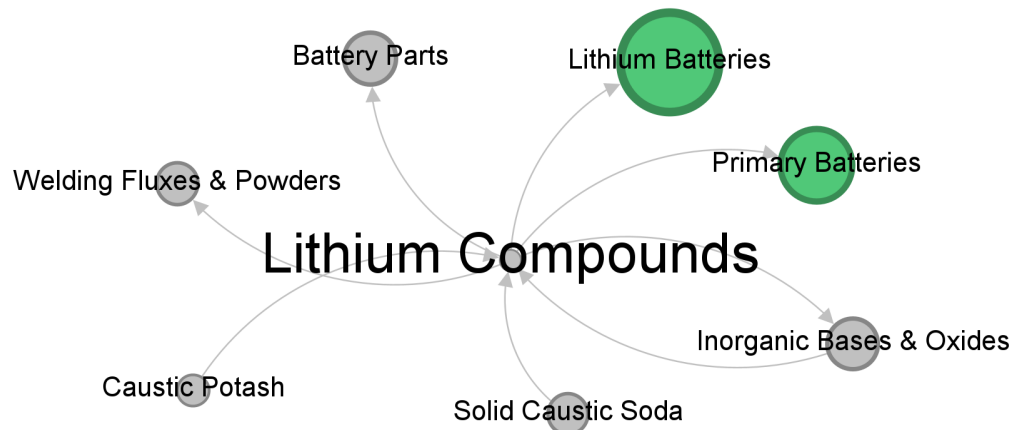 Battery Parts
Lithium Batteries
Primary Batteries
Welding Fluxes & Powders
Lithium Compounds
Inorganic Bases & Oxides
Caustic Potash
Solid Caustic Soda